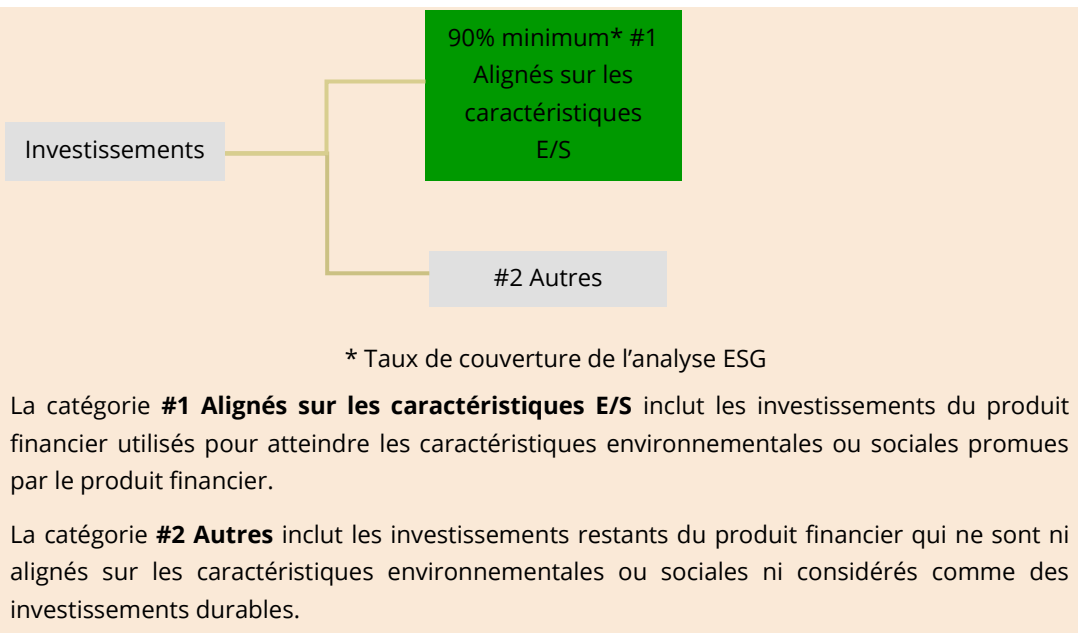 90% minimum* #1
Alignés sur les
caractéristiques
E/S
Investissements
#2 Autres
* Taux de couverture de l’analyse ESG
La catégorie #1 Alignés sur les caractéristiques E/S inclut les investissements du produit
financier utilisés pour atteindre les caractéristiques environnementales ou sociales promues
par le produit financier.
La catégorie #2 Autres inclut les investissements restants du produit financier qui ne sont ni
alignés sur les caractéristiques environnementales ou sociales ni considérés comme des
investissements durables.